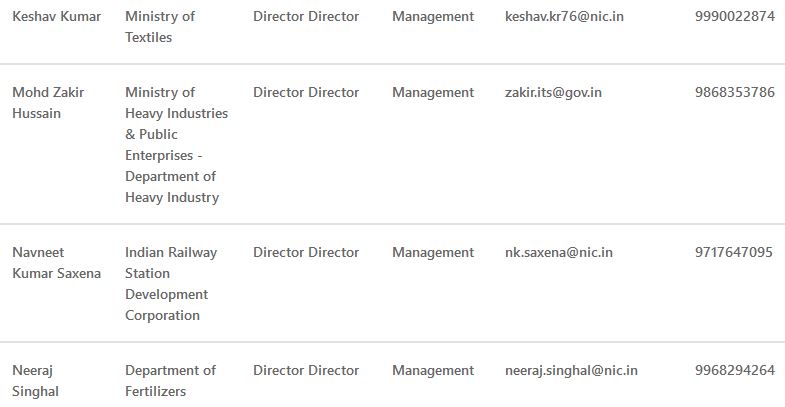 Keshav Kumar Ministry of Director Director Management keshav.kr76@nic.in 9990022874
Textiles
Mohd Zakir Ministry of Director Director Management zakir.its@gov.in 9868353786
Hussain Heavy Industries
& Public
Enterprises -
Department of
Heavy Industry
Navneet Indian Railway Director Director Management nk.saxena@nic.in 9717647095
Kumar Saxena Station
Development
Corporation
Neeraj Department of Director Director Management neeraj.singhal@nic.in 9968294264
Singhal Fertilizers